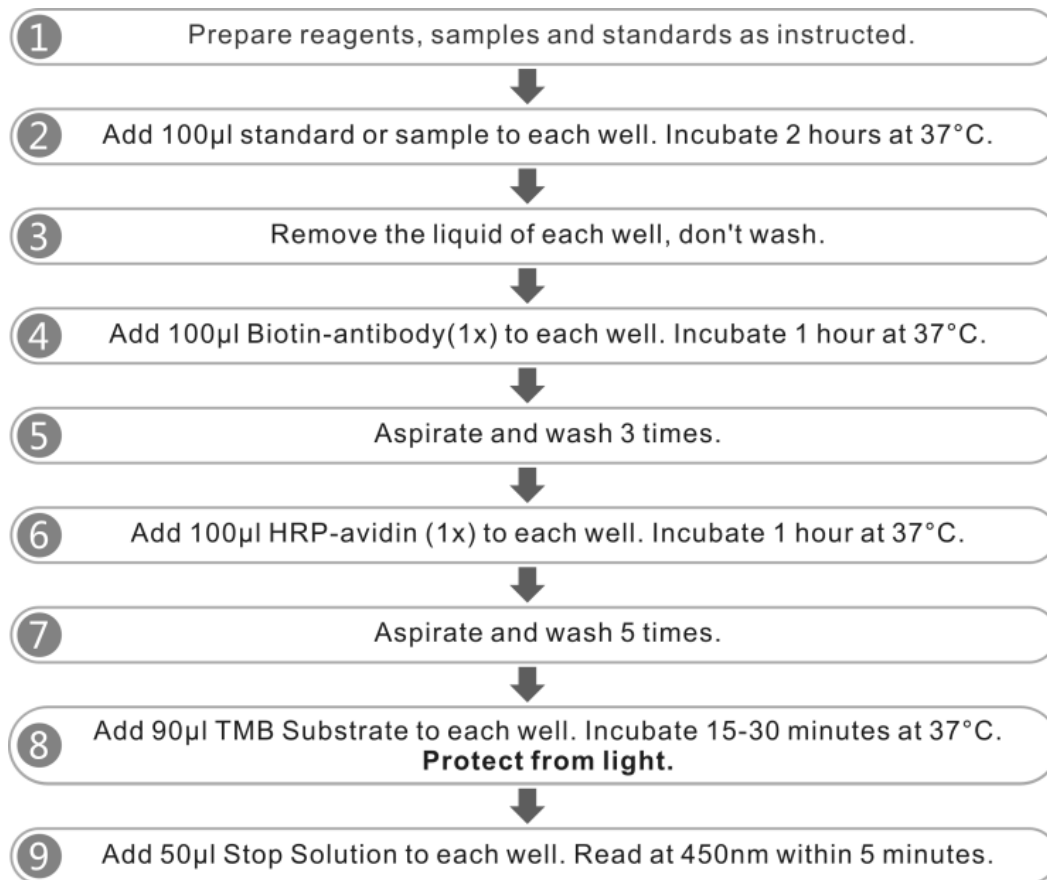 1 Prepare reagents, samples and standards as instructed.
2 Add 100µl standard or sample to each well. Incubate 2 hours at 37°C.
3 Remove the liquid of each well, don't wash.
4 Add 100µl Biotin-antibody(1x) to each well. Incubate 1 hour at 37°C.
5 Aspirate and wash 3 times.
6 Add 100µl HRP-avidin (1x) to each well. Incubate 1 hour at 37°C.
7 Aspirate and wash 5 times.
8 Add 90µl TMB Substrate to each well. Incubate 15-30 minutes at 37°C.
Protect from light.
9 Add 50µl Stop Solution to each well. Read at 450nm within 5 minutes.